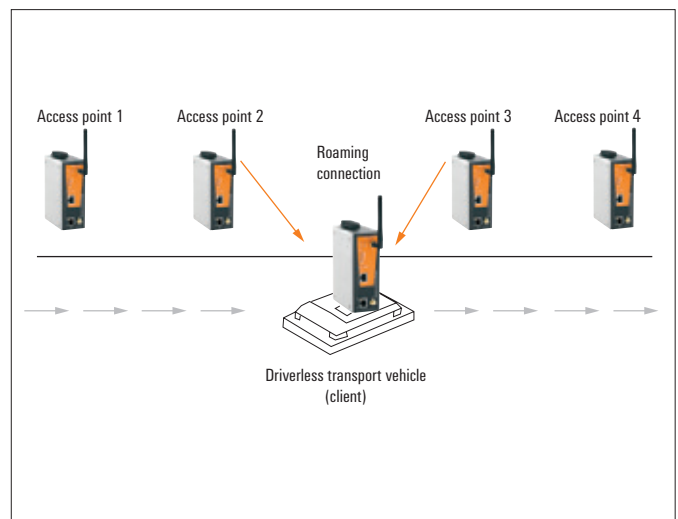 Access point 1
Access point 2
Access point 3
Access point 4
Roaming
connection
Driverless transport vehicle
(client)